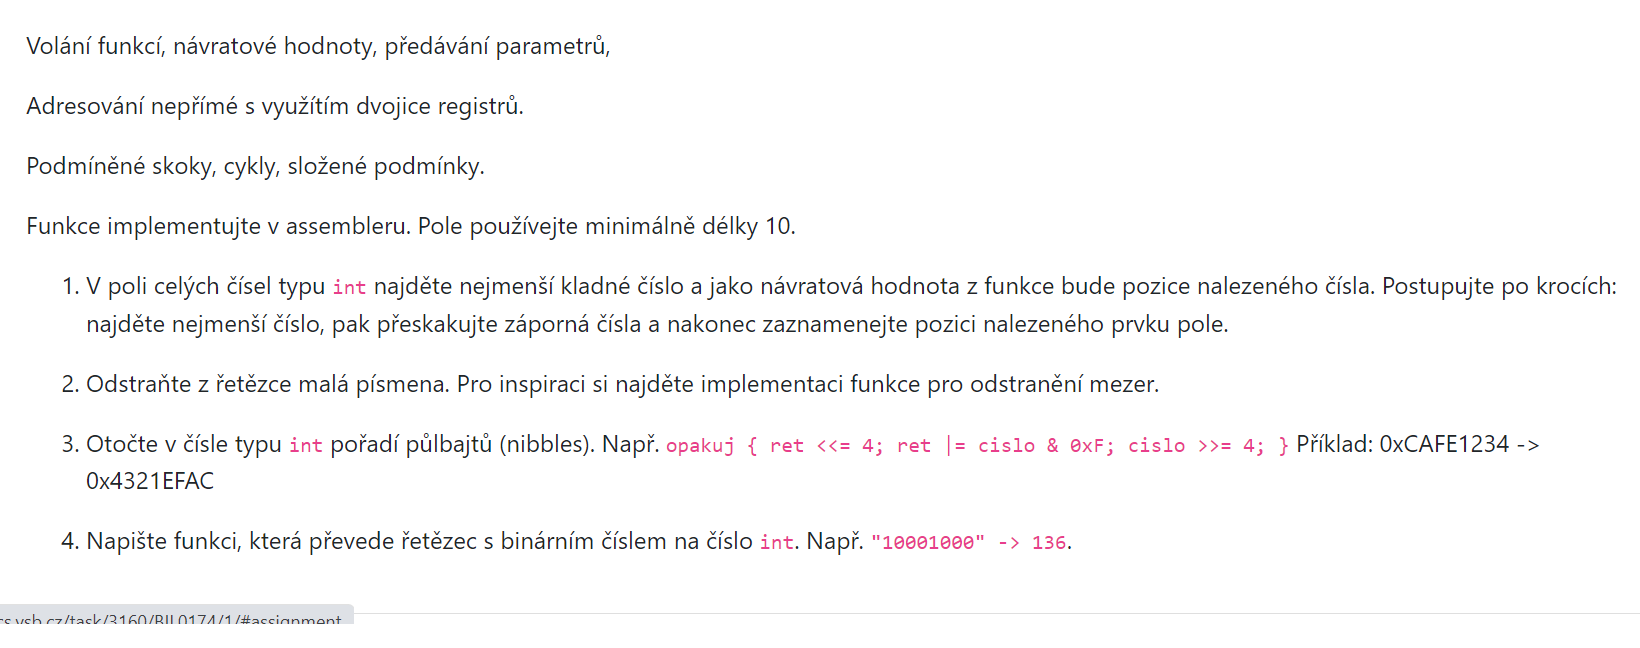 Volání funkcí, návratové hodnoty, předávání parametrů,
Adresování nepřímé s využítím dvojice registrů.
Podmíněné skoky, cykly, složené podmínky.
Funkce implementujte v assembleru. Pole používejte minimálně délky 10.
1. V poli celých čísel typu int najděte nejmenší kladné číslo a jako návratová hodnota z funkce bude pozice nalezeného čísla. Postupujte po krocích:
najděte nejmenší číslo, pak přeskakujte záporná čísla a nakonec zaznamenejte pozici nalezeného prvku pole.
2. Odstraňte z řetězce malá písmena. Pro inspiraci si najděte implementaci funkce pro odstranění mezer.
3. Otočte v čísle typu int pořadí půlbajtů (nibbles). Např. opakuj { ret <<= 4; ret |= cislo & 0xF; cislo >>= 4; } Příklad: 0xCAFE1234 ->
0x4321EFAC
4. Napište funkci, která převede řetězec s binárním číslem na číslo int. Např. "10001000" -> 136.
cs.vsb.cz/task/3160/BIL0174/1/#assignment